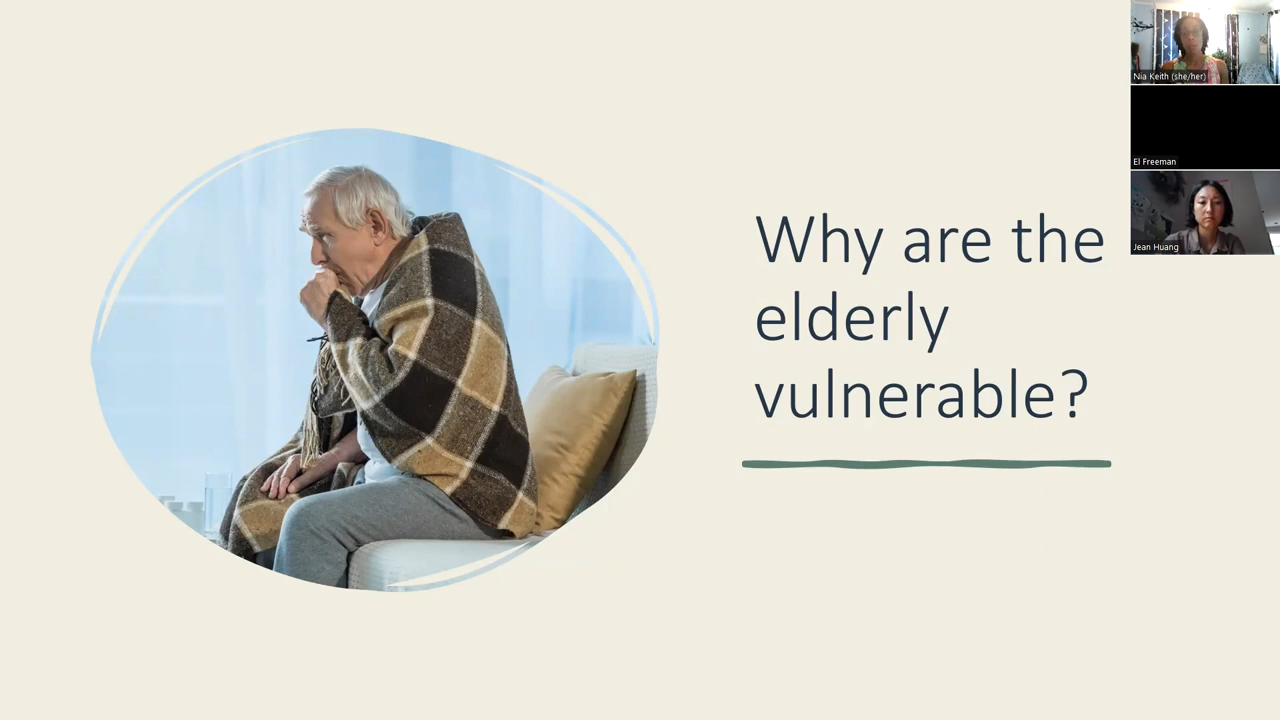 Why are the
elderly
vulnerable?
Nia Keith (she/her)
El Freeman
Jean Huang